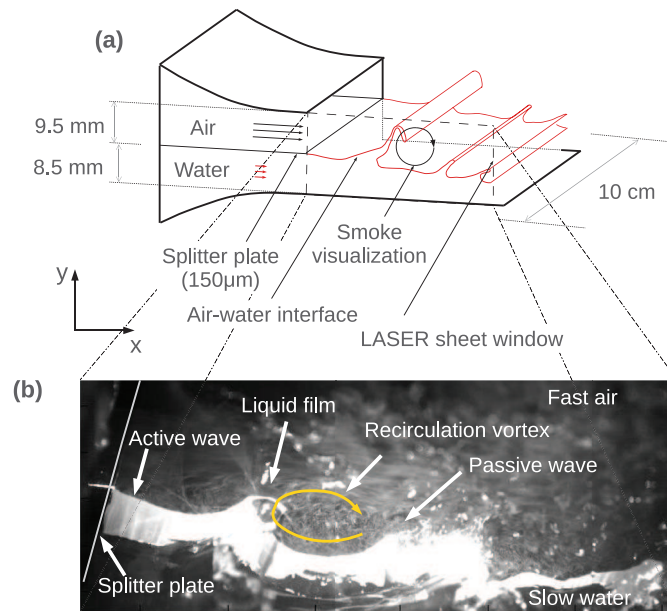 (a)
9.5 mm
Air
8.5 mm
Water
10 cm
Splitter plate
(150μm)
Smoke
visualization
Air-water interface
LASER sheet window
y
x
(b)
Fast air
Liquid film
Active wave
Recirculation vortex
Passive wave
Splitter plate
Slow water